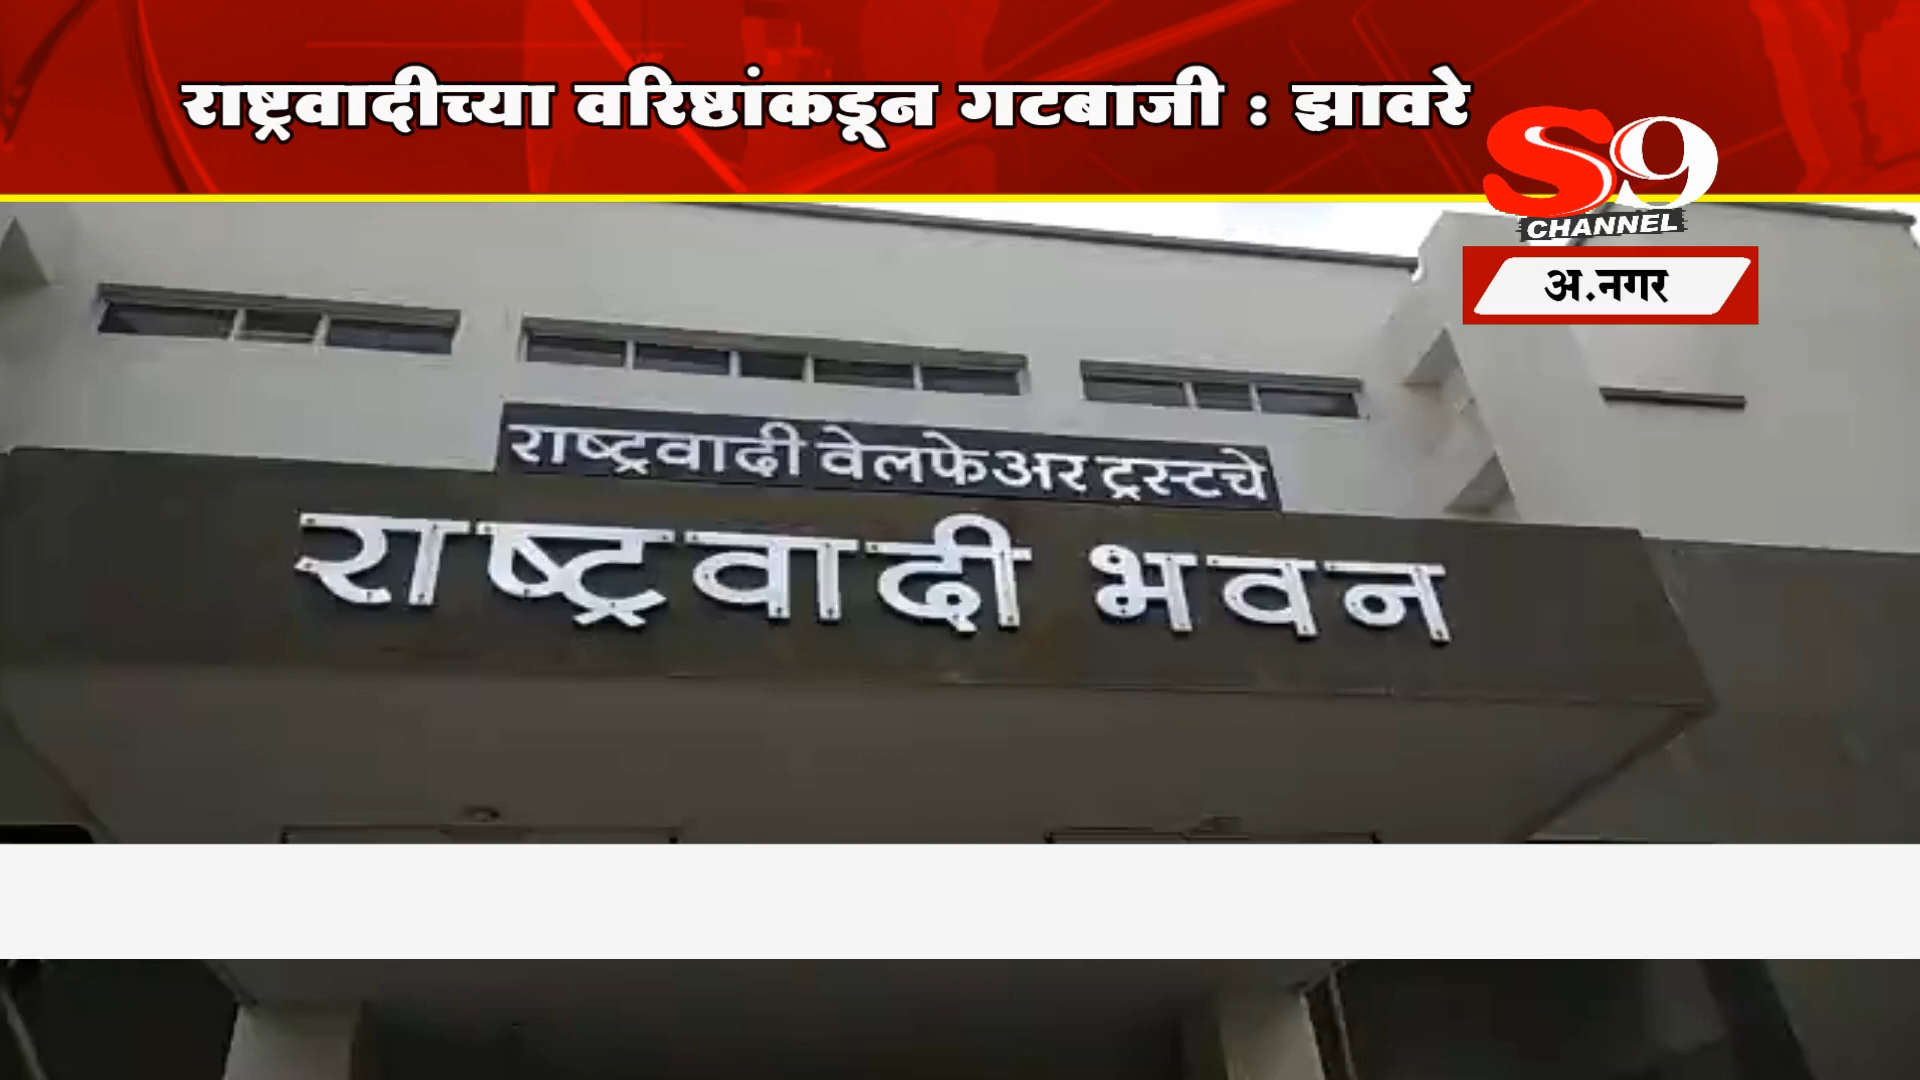 राष्ट्रवादीच्या वरिष्ठांकडून गटबाजी : झावरे
S9
CHANNEL
अ.नगर
राष्ट्रवादी वेलफेअर ट्रस्टचे
राष्ट्रवादी भवन